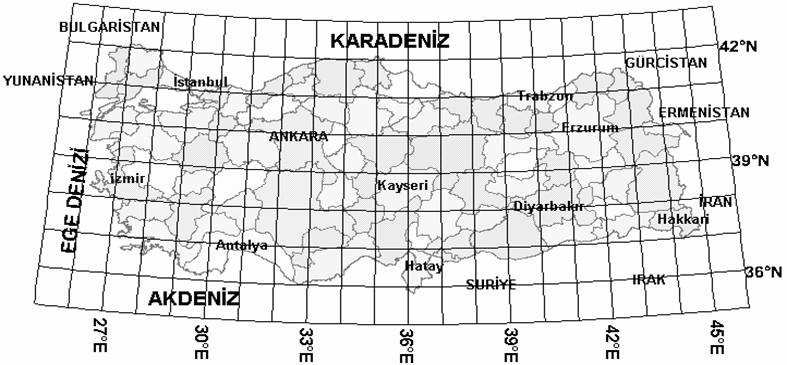 BULGARİSTAN
KARADENİZ
42°N
GÜRCİSTAN
YUNANİSTAN
İstanbul
Trabzon
ERMENİSTAN
ANKARA
Erzurum
39°N
EGE DENİZİ
İzmir
Kayseri
Diyarbakır
İRAN
Hakkari
Antalya
Hatay
SURİYE
IRAK
36°N
AKDENİZ
27°E
30°E
33°E
36°E
39°E
42°E
45°E